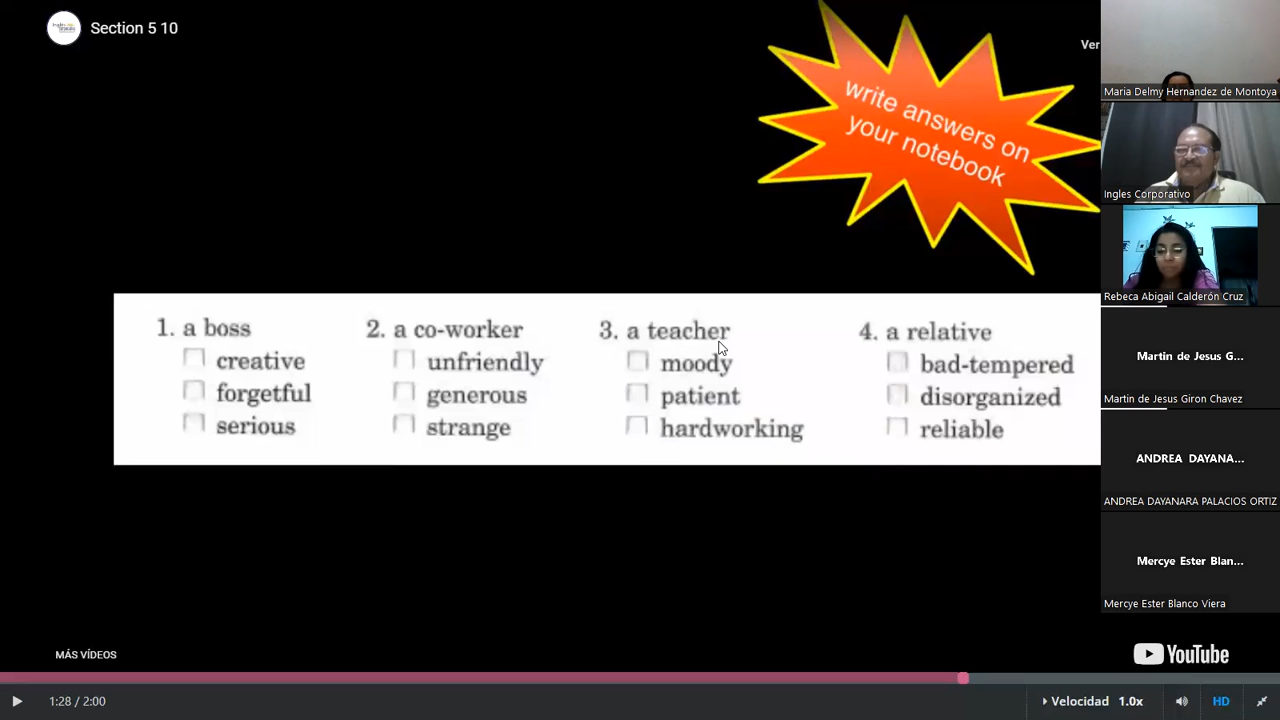 Section 5 10
Ver
write answers on
your notebook
1. a boss
creative
forgetful
serious
2. a co-worker
unfriendly
generous
strange
3. a teacher
moody
patient
hardworking
4. a relative
bad-tempered
disorganized
reliable
Maria Delmy Hernandez de Montoya
Ingles Corporativo
Rebeca Abigail Calderón Cruz
Martin de Jesus G...
Martin de Jesus Giron Chavez
ANDREA DAYANA...
ANDREA DAYANARA PALACIOS ORTIZ
Mercye Ester Blan...
Mercye Ester Blanco Viera
MÁS VÍDEOS
YouTube
1:28 / 2:00
Velocidad 1.0x
HD